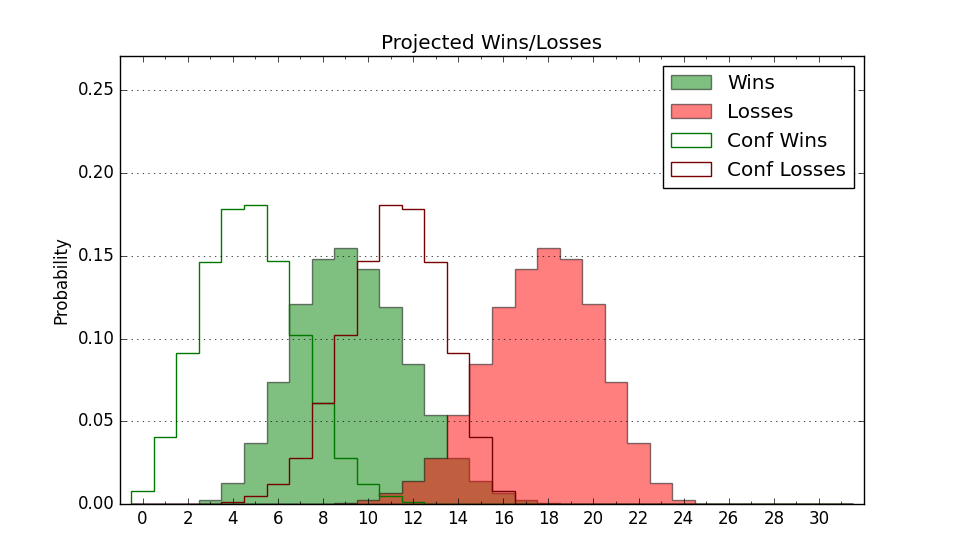 Projected Wins/Losses
Probability
0.25
0.20
0.15
0.10
0.05
0.00
0 2 4 6 8 10 12 14 16 18 20 22 24 26 28 30
Wins
Losses
Conf Wins
Conf Losses